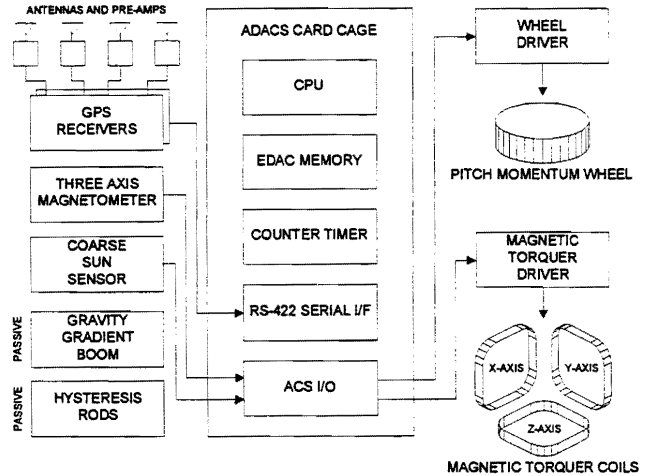 ANTENNAS AND PRE-AMPS
GPS
RECEIVERS
THREE AXIS
MAGNETOMETER
COARSE
SUN
SENSOR
PASSIVE
GRAVITY
GRADIENT
BOOM
PASSIVE
HYSTERESIS
RODS
ADACS CARD CAGE
CPU
EDAC MEMORY
COUNTER TIMER
RS-422 SERIAL I/F
ACS I/O
WHEEL
DRIVER
PITCH MOMENTUM WHEEL
MAGNETIC
TORQUER
DRIVER
X-AXIS
Y-AXIS
Z-AXIS
MAGNETIC TORQUER COILS